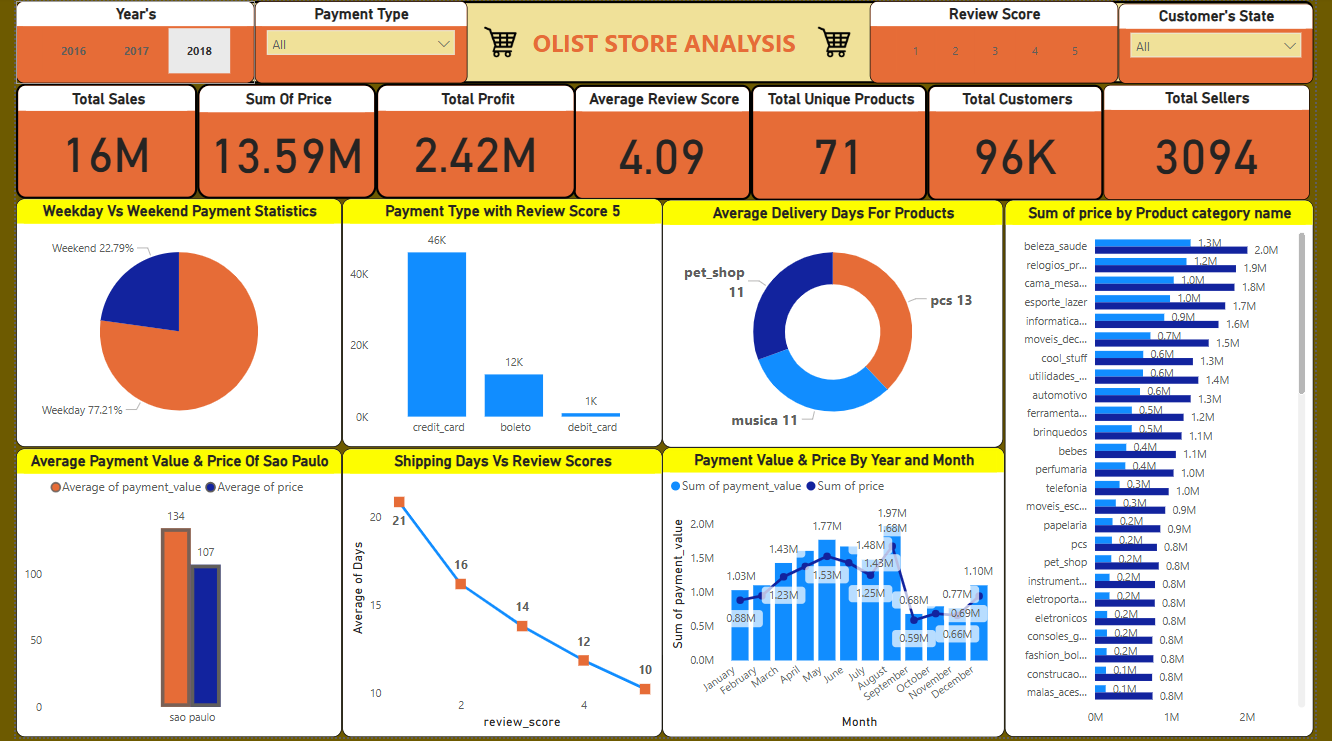 Year's
2016 2017 2018
Payment Type
All
OLIST STORE ANALYSIS
Review Score
1 2 3 4 5
Customer's State
All
Total Sales
16M
Sum Of Price
13.59M
Total Profit
2.42M
Average Review Score
4.09
Total Unique Products
71
Total Customers
96K
Total Sellers
3094
Weekday Vs Weekend Payment Statistics
Weekend 22.79%
Weekday 77.21%
Payment Type with Review Score 5
46K
40K
20K
12K
1K
0K
credit_card boleto debit_card
Average Delivery Days For Products
pet_shop
11
pcs 13
musica 11
Sum of price by Product category name
beleza_saude 1.3M 2.0M
relogios_pr... 1.2M 1.9M
cama_mesa... 1.0M 1.8M
esporte_lazer 1.0M 1.7M
informatica... 0.9M 1.6M
moveis_dec... 0.7M 1.5M
cool_stuff 0.6M 1.3M
utilidades_... 0.6M 1.4M
automotivo 0.6M 1.3M
ferramenta... 0.5M 1.2M
brinquedos 0.5M 1.1M
bebes 0.4M 1.1M
perfumaria 0.4M 1.0M
telefonia 0.3M 1.0M
moveis_esc... 0.3M 0.9M
papelaria 0.2M 0.9M
pcs 0.2M 0.8M
pet_shop 0.2M 0.8M
instrument... 0.2M 0.8M
eletroporta... 0.2M 0.8M
eletronicos 0.2M 0.8M
consoles_g... 0.2M 0.8M
fashion_bol... 0.2M 0.8M
construcao... 0.1M 0.8M
malas_aces... 0.1M 0.8M
0M 1M 2M
Average Payment Value & Price Of Sao Paulo
Average of payment_value Average of price
134
107
100
50
0
sao paulo
Shipping Days Vs Review Scores
Average of Days
20
15
10
21
16
14
12
10
2 4
review_score
Payment Value & Price By Year and Month
Sum of payment_value Sum of price
Sum of payment_value
2.0M
1.5M
1.0M
0.5M
0.0M
1.03M
0.88M
1.43M
1.23M
1.77M
1.53M
1.48M
1.25M
1.97M
1.68M
1.43M
0.68M
0.59M
0.77M
0.69M
0.66M
1.10M
January February March April May June July August September October November December
Month